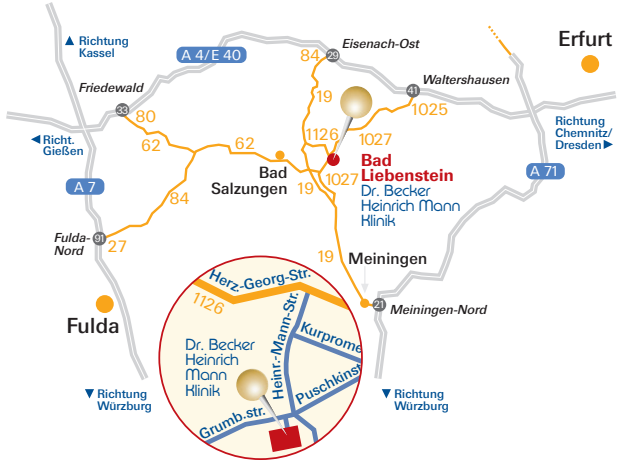 Richtung
Kassel
A 4/E 40
Eisenach-Ost
84
29
Erfurt
Friedewald
33
80
19
41
Waltershausen
1025
Richt.
Gießen
62
62
1126
1027
Richtung
Chemnitz/
Dresden
Bad
Salzungen
Bad
Liebenstein
Dr. Becker
Heinrich Mann
Klinik
1027
19
A 7
84
A 71
Fulda-
Nord
91
27
19
Meiningen
21
Meiningen-Nord
Fulda
Herz.-Georg-Str.
1126
Heinr.-Mann-Str.
Kurprome
Puschkinst
Grumb.str.
Dr. Becker
Heinrich
Mann
Klinik
Richtung
Würzburg
Richtung
Würzburg